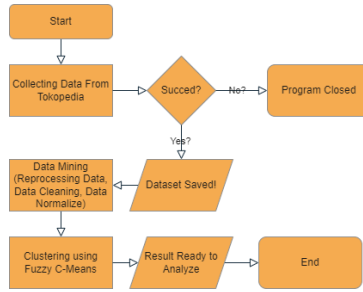 Start
Collecting Data From
Tokopedia
Succed?
No?
Program Closed
Yes?
Data Mining
(Reprocessing Data,
Data Cleaning, Data
Normalize)
Dataset Saved!
Clustering using
Fuzzy C-Means
Result Ready to
Analyze
End